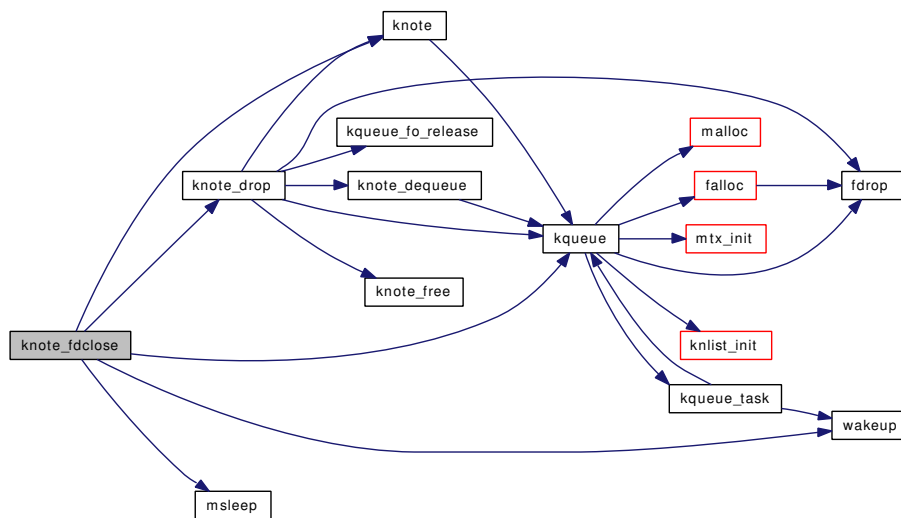 knote
kqueue_fo_release
malloc
knote_drop
knote_dequeue
falloc
fdrop
kqueue
mtx_init
knote_free
knote_fdclose
knlist_init
kqueue_task
wakeup
msleep